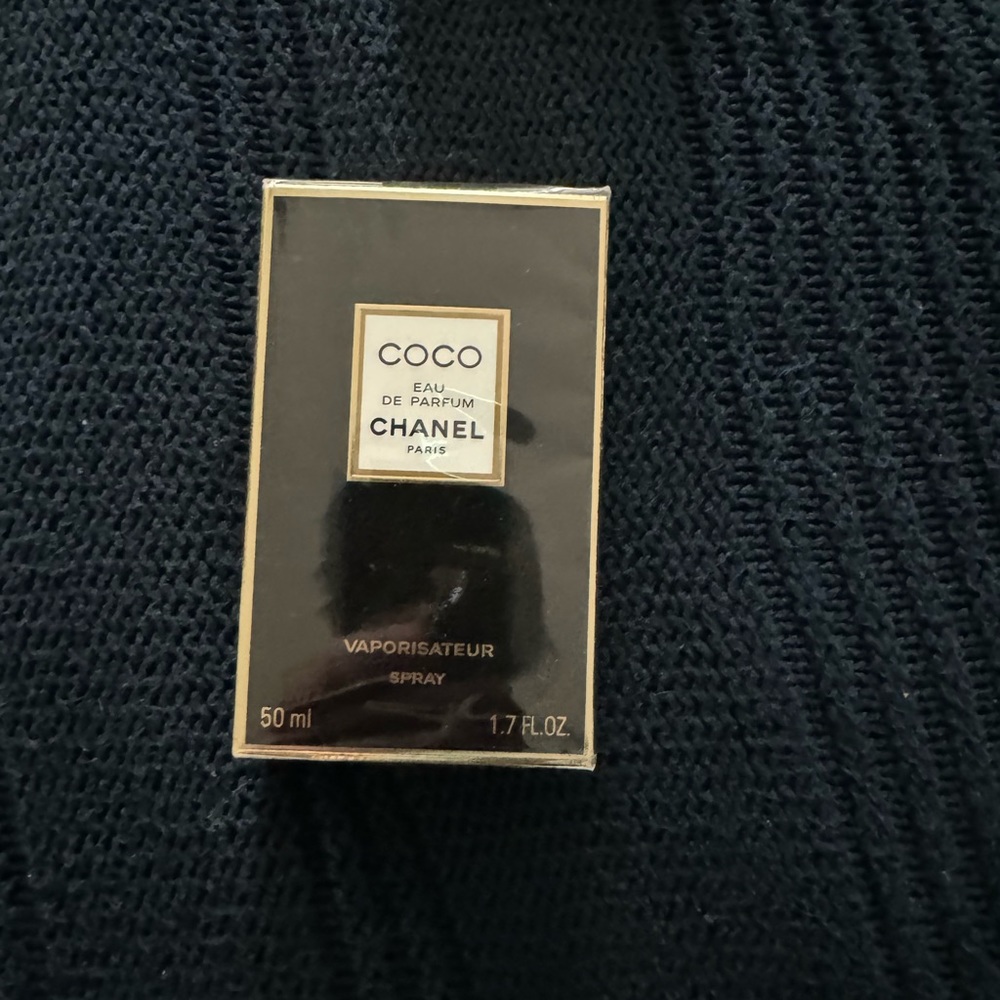 COCO
EAU
DE PARFUM
CHANEL
PARIS
VAPORISATEUR
SPRAY
50 ml 1.7 FL.OZ.